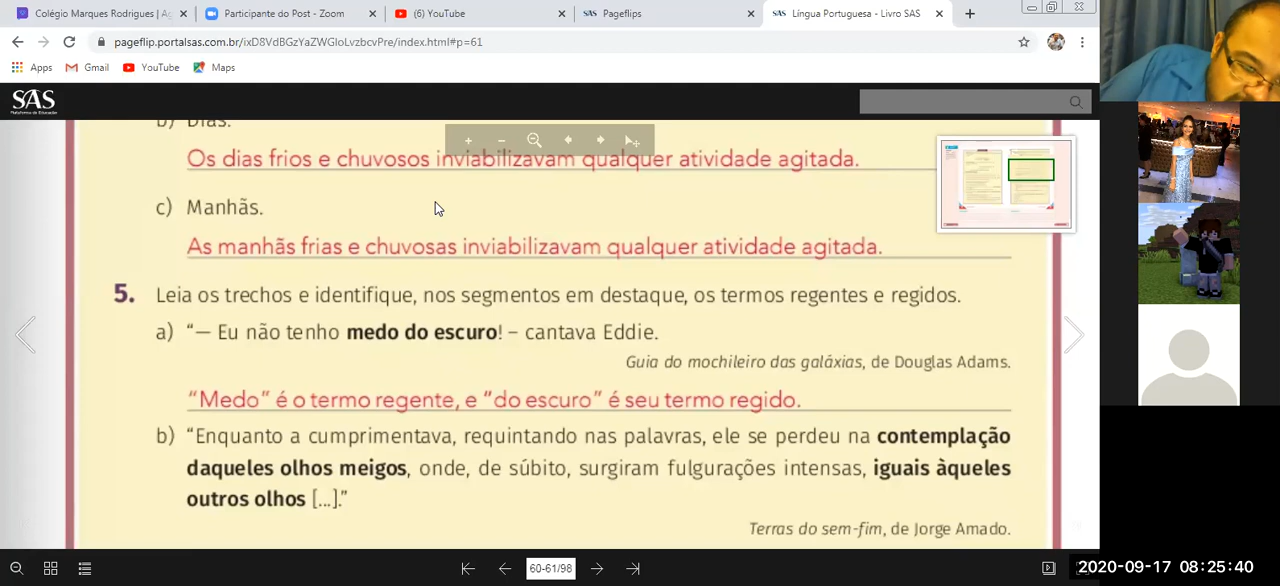 Colégio Marques Rodrigues | A
Participante do Post - Zoom
(6) YouTube
SAS Pageflips
SAS Língua Portuguesa - Livro SAS
pageflip.portalsas.com.br/ixD8VdBGzYaZWGIoLvzbcvPre/index.html#p=61
Apps Gmail YouTube Maps
SAS
Plataforma de Educação
b) Dias.
Os dias frios e chuvosos inviabilizavam qualquer atividade agitada.
c) Manhãs.
As manhãs frias e chuvosas inviabilizavam qualquer atividade agitada.
5. Leia os trechos e identifique, nos segmentos em destaque, os termos regentes e regidos.
a) “— Eu não tenho medo do escuro! – cantava Eddie.
Guia do mochileiro das galáxias, de Douglas Adams.
“Medo” é o termo regente, e “do escuro” é seu termo regido.
b) “Enquanto a cumprimentava, requintando nas palavras, ele se perdeu na contemplação
daqueles olhos meigos, onde, de súbito, surgiram fulgurações intensas, iguais àqueles
outros olhos [...].”
Terras do sem-fim, de Jorge Amado.
60-61/98
2020-09-17 08:25:40